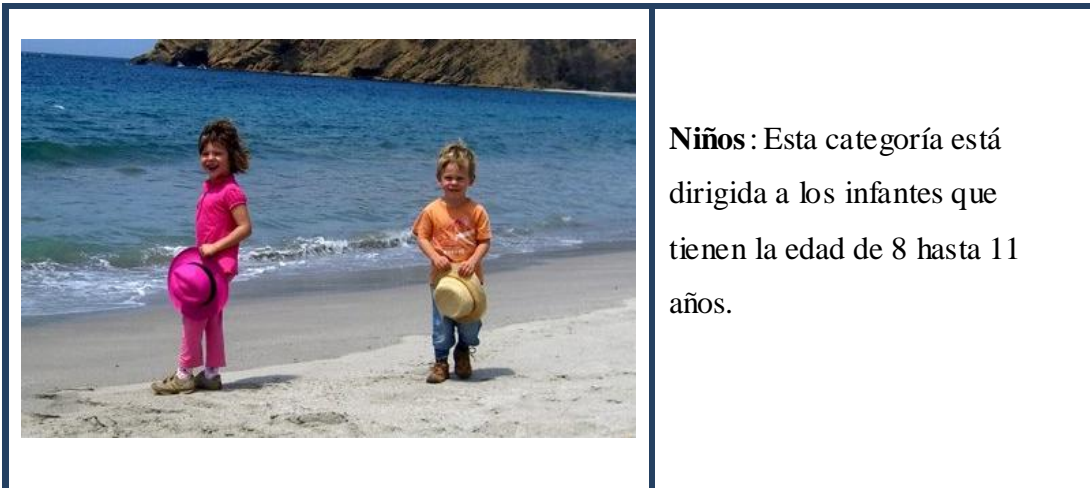 Niños: Esta categoría está
dirigida a los infantes que
tienen la edad de 8 hasta 11
años.